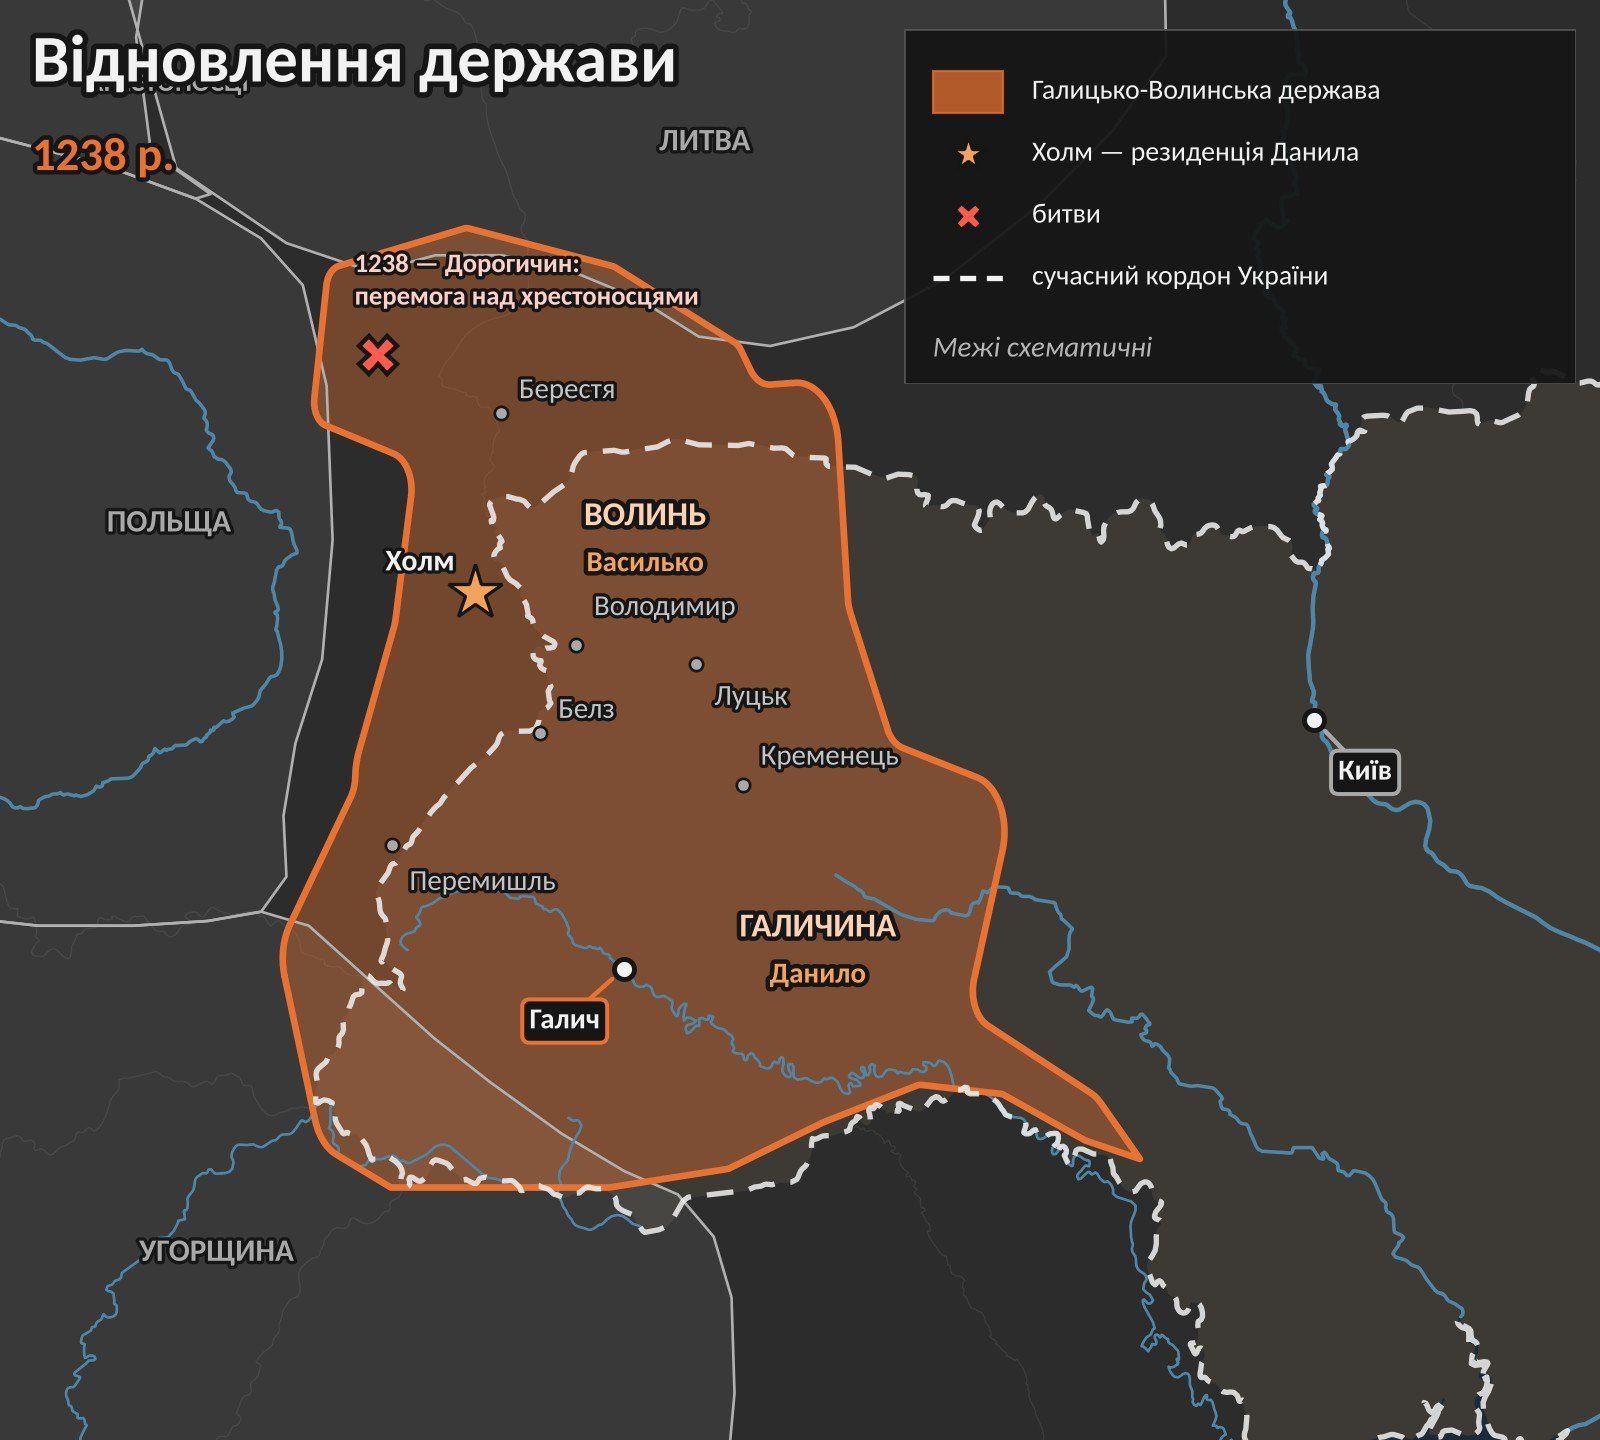 Відновлення держави
1238 р.
ЛИТВА
Галицько-Волинська держава
Холм — резиденція Данила
битви
сучасний кордон України
Межі схематичні
1238 — Дорогичин:
перемога над хрестоносцями
Берестя
ПОЛЬЩА
ВОЛИНЬ
Василько
Холм
Володимир
Луцьк
Белз
Кременець
Київ
Перемишль
ГАЛИЧИНА
Данило
Галич
УГОРЩИНА